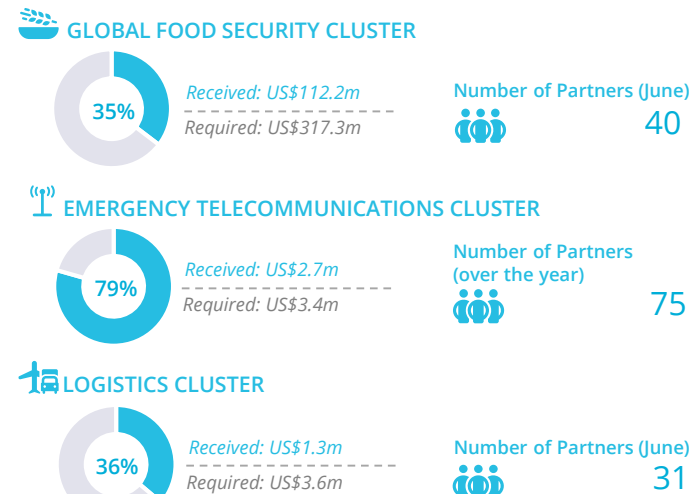 GLOBAL FOOD SECURITY CLUSTER
35%
Received: US$112.2m
Required: US$317.3m
Number of Partners (June)
40
EMERGENCY TELECOMMUNICATIONS CLUSTER
79%
Received: US$2.7m
Required: US$3.4m
Number of Partners
(over the year)
75
LOGISTICS CLUSTER
36%
Received: US$1.3m
Required: US$3.6m
Number of Partners (June)
31